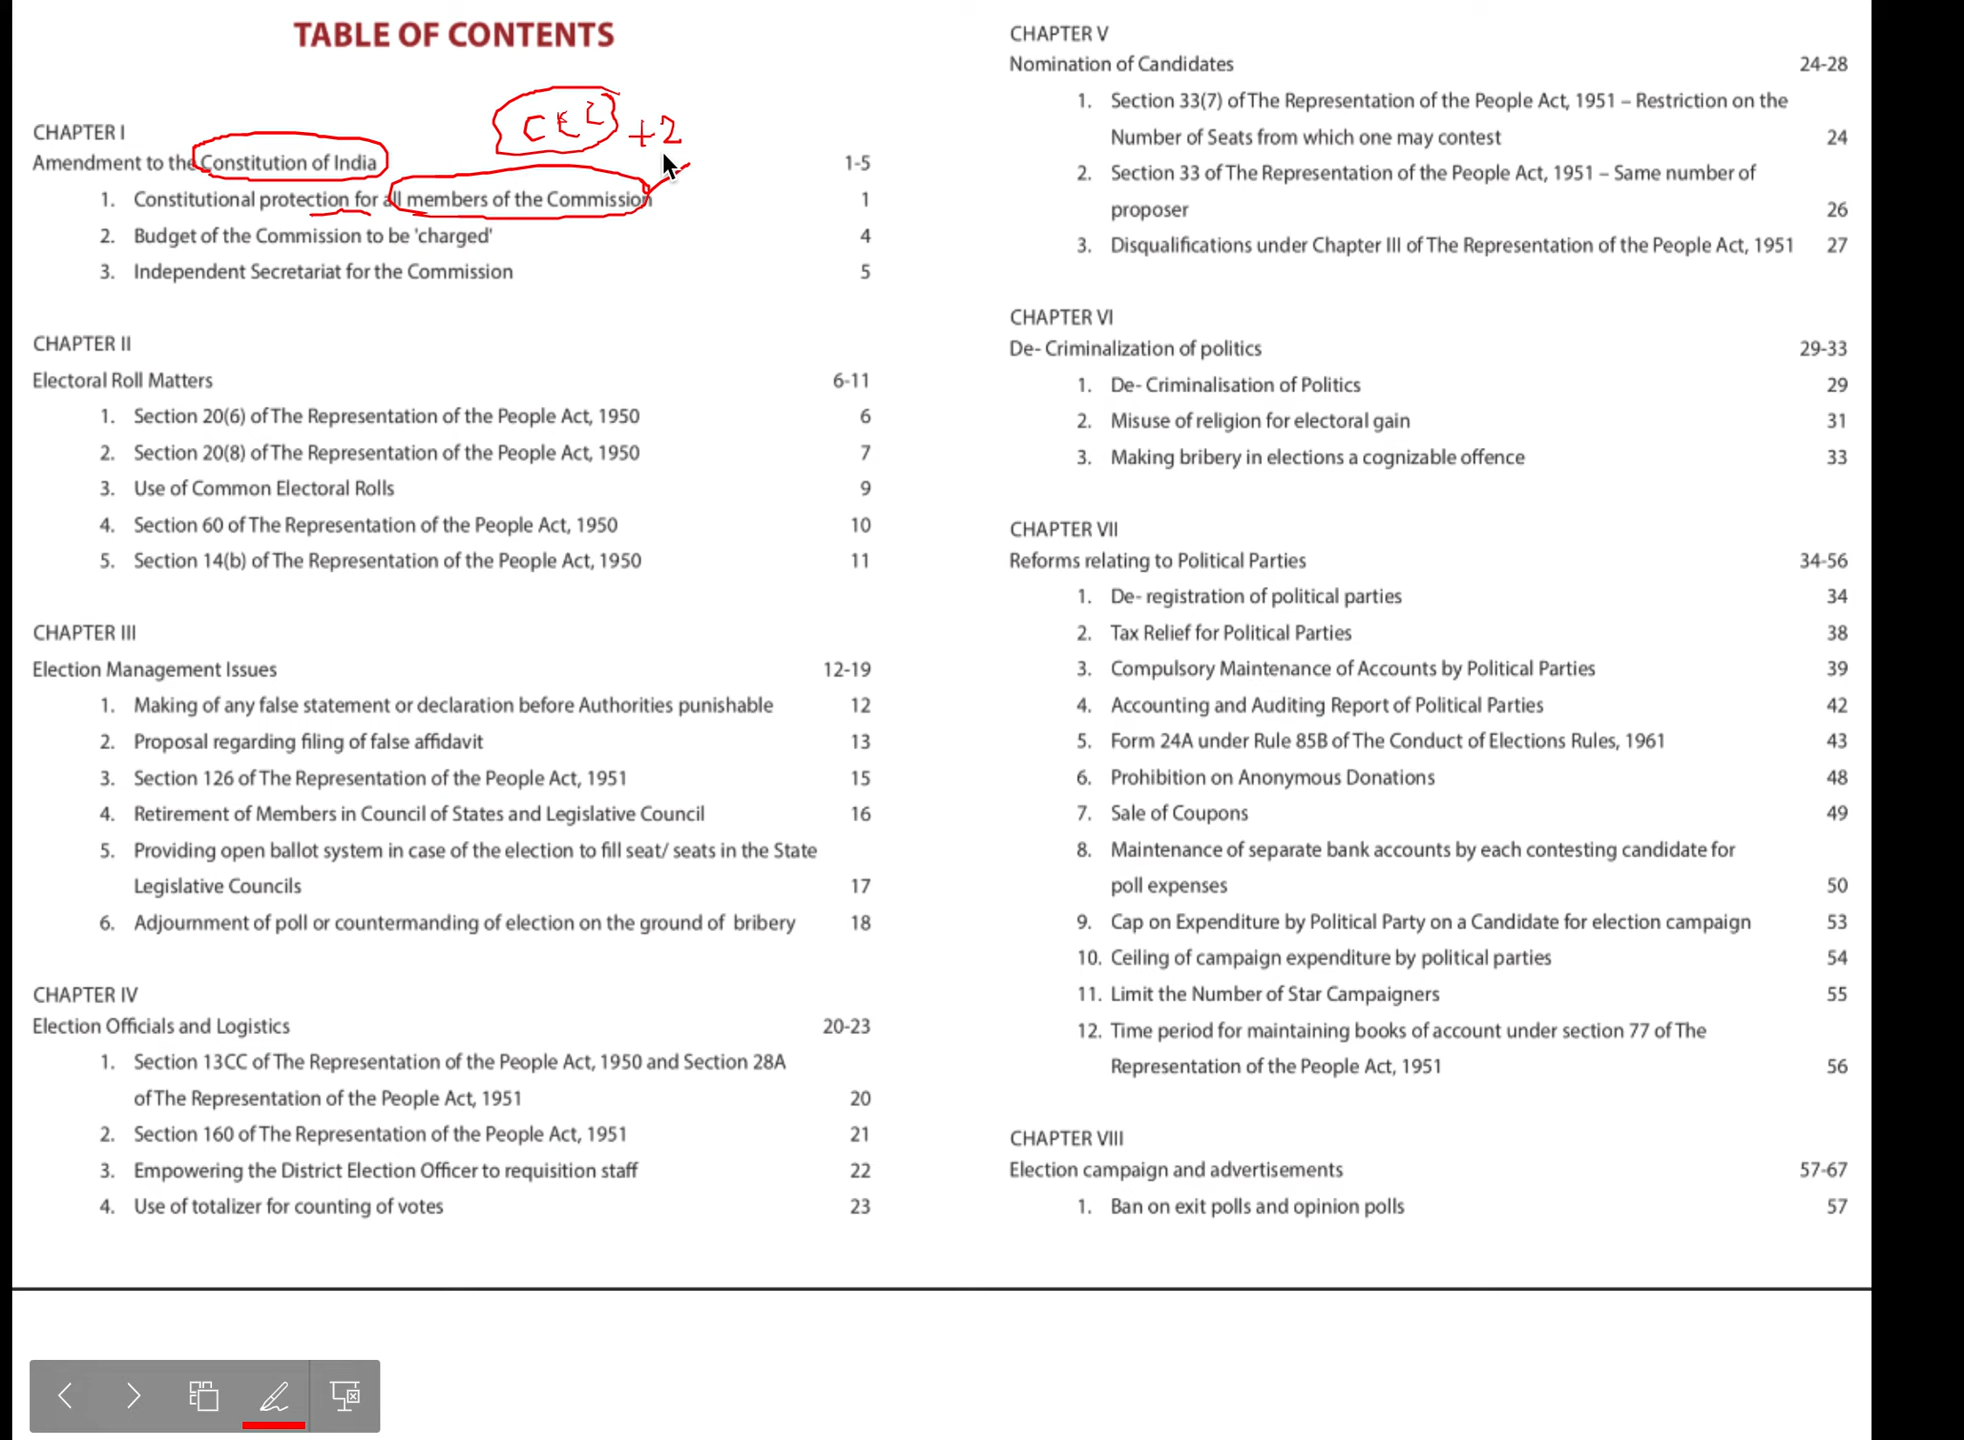 TABLE OF CONTENTS
CEC +2
CHAPTER I
Amendment to the Constitution of India 1-5
1. Constitutional protection for all members of the Commission 1
2. Budget of the Commission to be 'charged' 4
3. Independent Secretariat for the Commission 5
CHAPTER II
Electoral Roll Matters 6-11
1. Section 20(6) of The Representation of the People Act, 1950 6
2. Section 20(8) of The Representation of the People Act, 1950 7
3. Use of Common Electoral Rolls 9
4. Section 60 of The Representation of the People Act, 1950 10
5. Section 14(b) of The Representation of the People Act, 1950 11
CHAPTER III
Election Management Issues 12-19
1. Making of any false statement or declaration before Authorities punishable 12
2. Proposal regarding filing of false affidavit 13
3. Section 126 of The Representation of the People Act, 1951 15
4. Retirement of Members in Council of States and Legislative Council 16
5. Providing open ballot system in case of the election to fill seat/ seats in the State
Legislative Councils 17
6. Adjournment of poll or countermanding of election on the ground of bribery 18
CHAPTER IV
Election Officials and Logistics 20-23
1. Section 13CC of The Representation of the People Act, 1950 and Section 28A
of The Representation of the People Act, 1951 20
2. Section 160 of The Representation of the People Act, 1951 21
3. Empowering the District Election Officer to requisition staff 22
4. Use of totalizer for counting of votes 23
CHAPTER V
Nomination of Candidates 24-28
1. Section 33(7) of The Representation of the People Act, 1951 – Restriction on the
Number of Seats from which one may contest 24
2. Section 33 of The Representation of the People Act, 1951 – Same number of
proposer 26
3. Disqualifications under Chapter III of The Representation of the People Act, 1951 27
CHAPTER VI
De- Criminalization of politics 29-33
1. De- Criminalisation of Politics 29
2. Misuse of religion for electoral gain 31
3. Making bribery in elections a cognizable offence 33
CHAPTER VII
Reforms relating to Political Parties 34-56
1. De- registration of political parties 34
2. Tax Relief for Political Parties 38
3. Compulsory Maintenance of Accounts by Political Parties 39
4. Accounting and Auditing Report of Political Parties 42
5. Form 24A under Rule 85B of The Conduct of Elections Rules, 1961 43
6. Prohibition on Anonymous Donations 48
7. Sale of Coupons 49
8. Maintenance of separate bank accounts by each contesting candidate for
poll expenses 50
9. Cap on Expenditure by Political Party on a Candidate for election campaign 53
10. Ceiling of campaign expenditure by political parties 54
11. Limit the Number of Star Campaigners 55
12. Time period for maintaining books of account under section 77 of The
Representation of the People Act, 1951 56
CHAPTER VIII
Election campaign and advertisements 57-67
1. Ban on exit polls and opinion polls 57